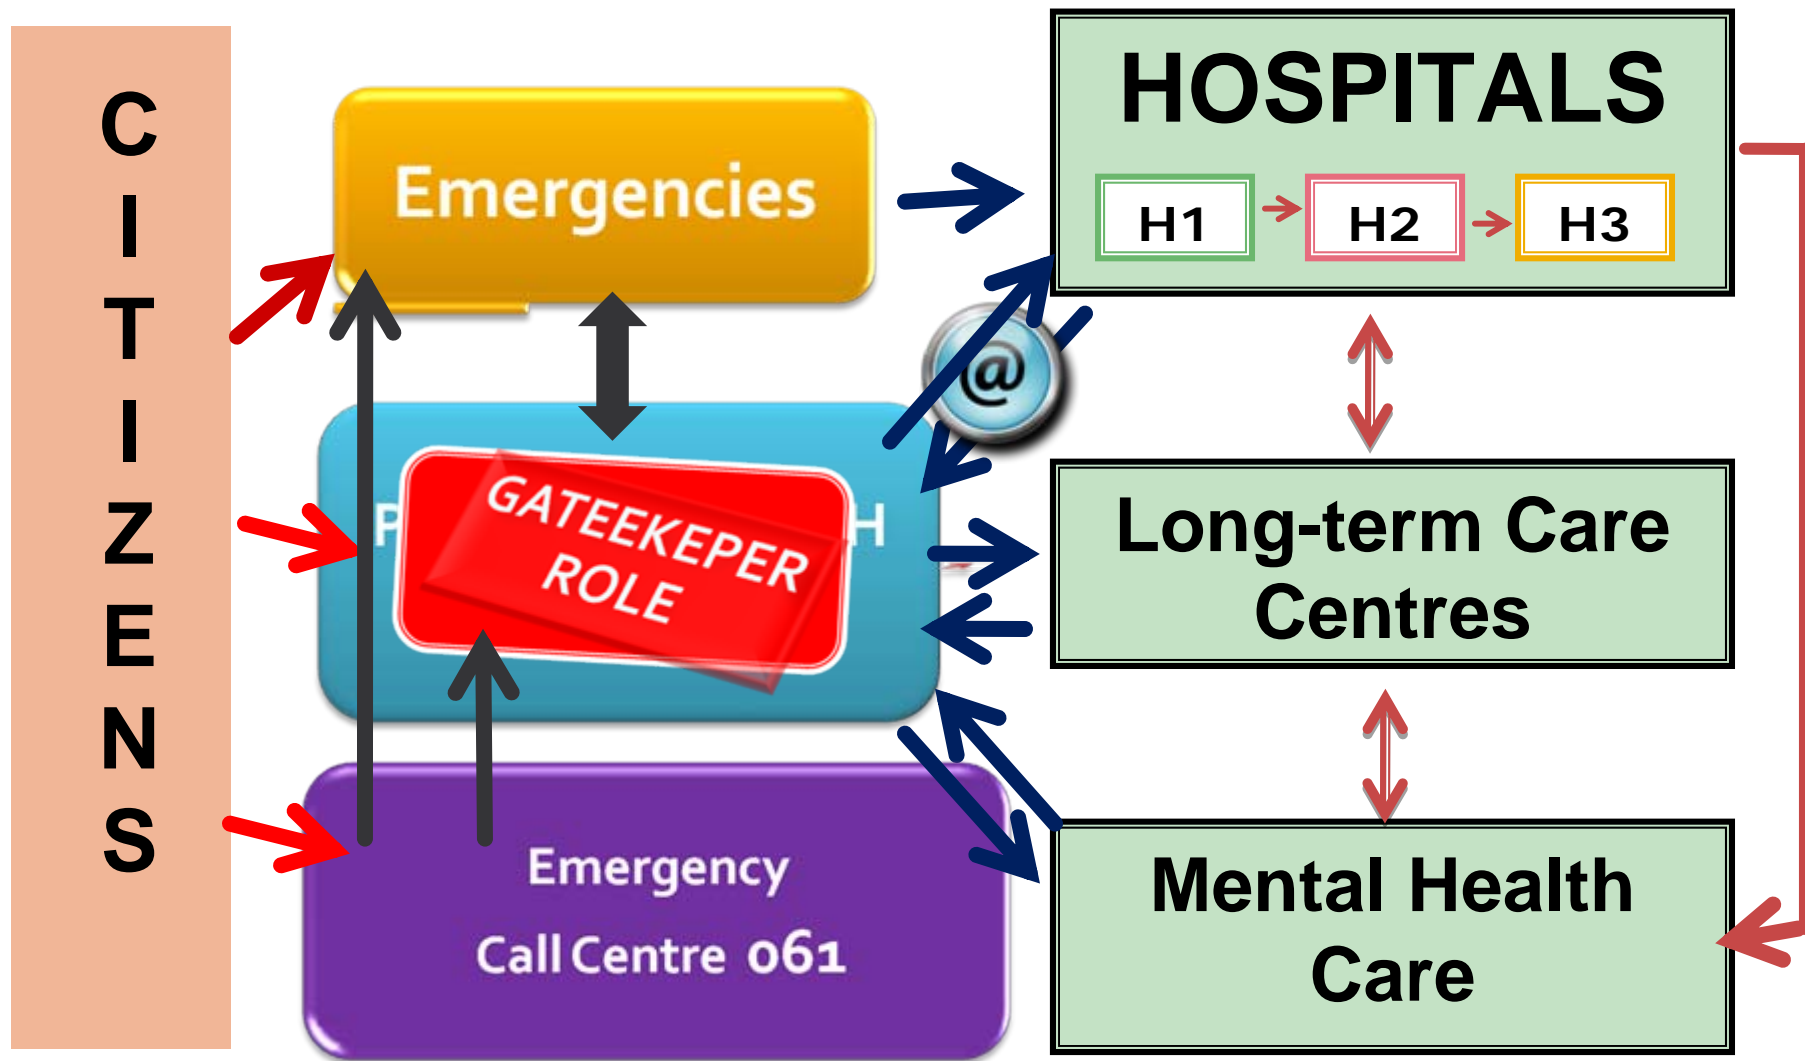 CITIZENS
Emergencies
HOSPITALS
H1
H2
H3
@
P H
GATEEKEPER
ROLE
Long-term Care
Centres
Emergency
Call Centre 061
Mental Health
Care